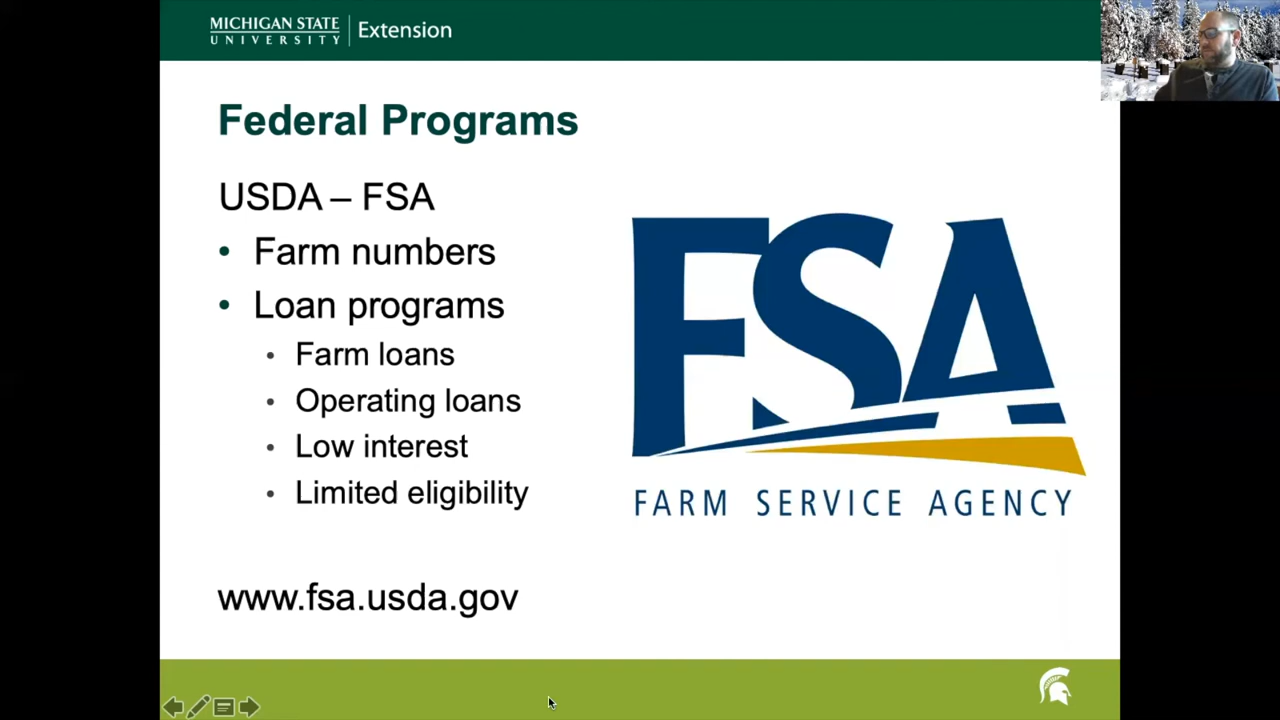 MICHIGAN STATE
UNIVERSITY
Extension
Federal Programs
USDA – FSA
• Farm numbers
• Loan programs
• Farm loans
• Operating loans
• Low interest
• Limited eligibility
www.fsa.usda.gov
FSA
FARM SERVICE AGENCY